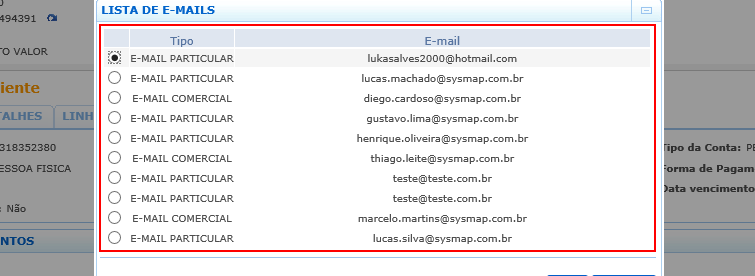 LISTA DE E-MAILS
494391
TO VALOR
iente
TALHES LINH
318352380
ESSOA FISICA
: Não
NTOS
Tipo E-mail
E-MAIL PARTICULAR lukasalves2000@hotmail.com
E-MAIL PARTICULAR lucas.machado@sysmap.com.br
E-MAIL COMERCIAL diego.cardoso@sysmap.com.br
E-MAIL PARTICULAR gustavo.lima@sysmap.com.br
E-MAIL PARTICULAR henrique.oliveira@sysmap.com.br
E-MAIL COMERCIAL thiago.leite@sysmap.com.br
E-MAIL PARTICULAR teste@teste.com.br
E-MAIL PARTICULAR teste@teste.com.br
E-MAIL COMERCIAL marcelo.martins@sysmap.com.br
E-MAIL PARTICULAR lucas.silva@sysmap.com.br
Tipo da Conta: PE
Forma de Pagam
Data vencimento